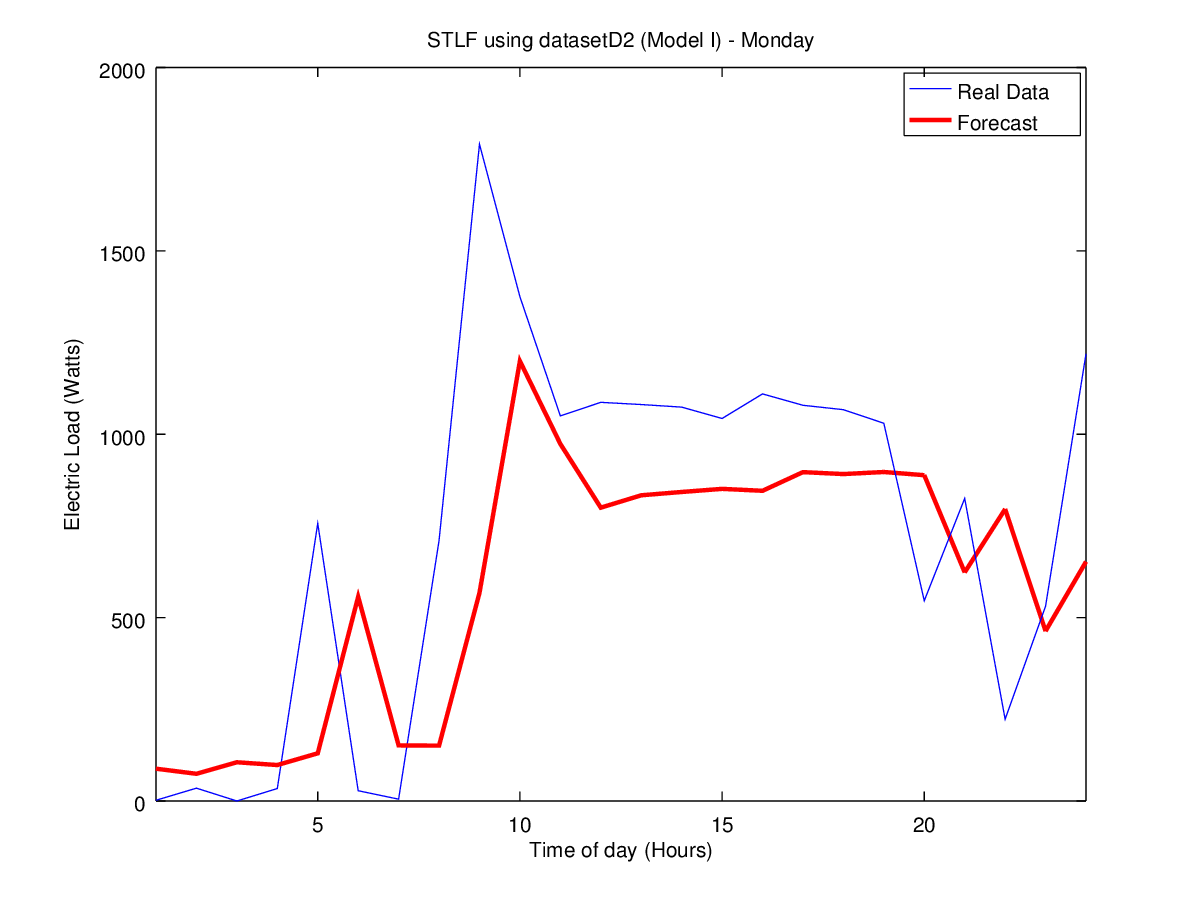 STLF using datasetD2 (Model I) - Monday
2000
1500
1000
500
0
Electric Load (Watts)
Real Data
Forecast
5 10 15 20
Time of day (Hours)